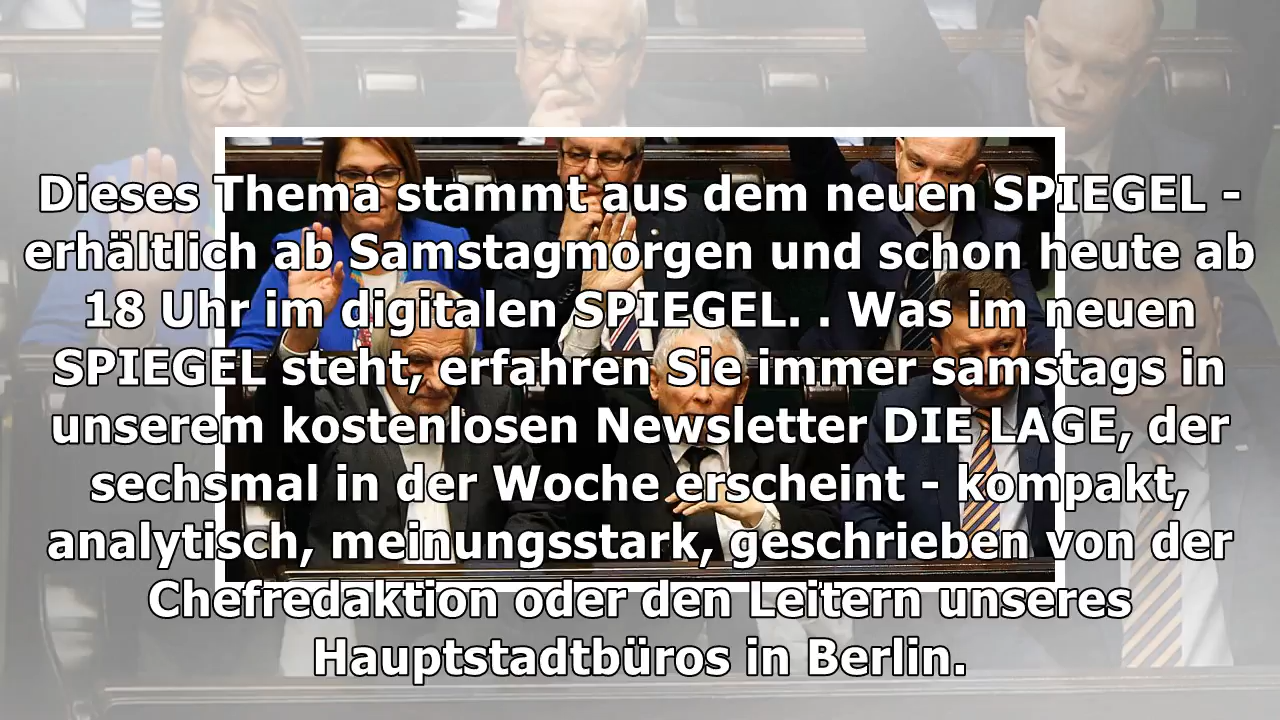 Dieses Thema stammt aus dem neuen SPIEGEL -
erhältlich ab Samstagmorgen und schon heute ab
18 Uhr im digitalen SPIEGEL. . Was im neuen
SPIEGEL steht, erfahren Sie immer samstags in
unserem kostenlosen Newsletter DIE LAGE, der
sechsmal in der Woche erscheint - kompakt,
analytisch, meinungsstark, geschrieben von der
Chefredaktion oder den Leitern unseres
Hauptstadtbüros in Berlin.